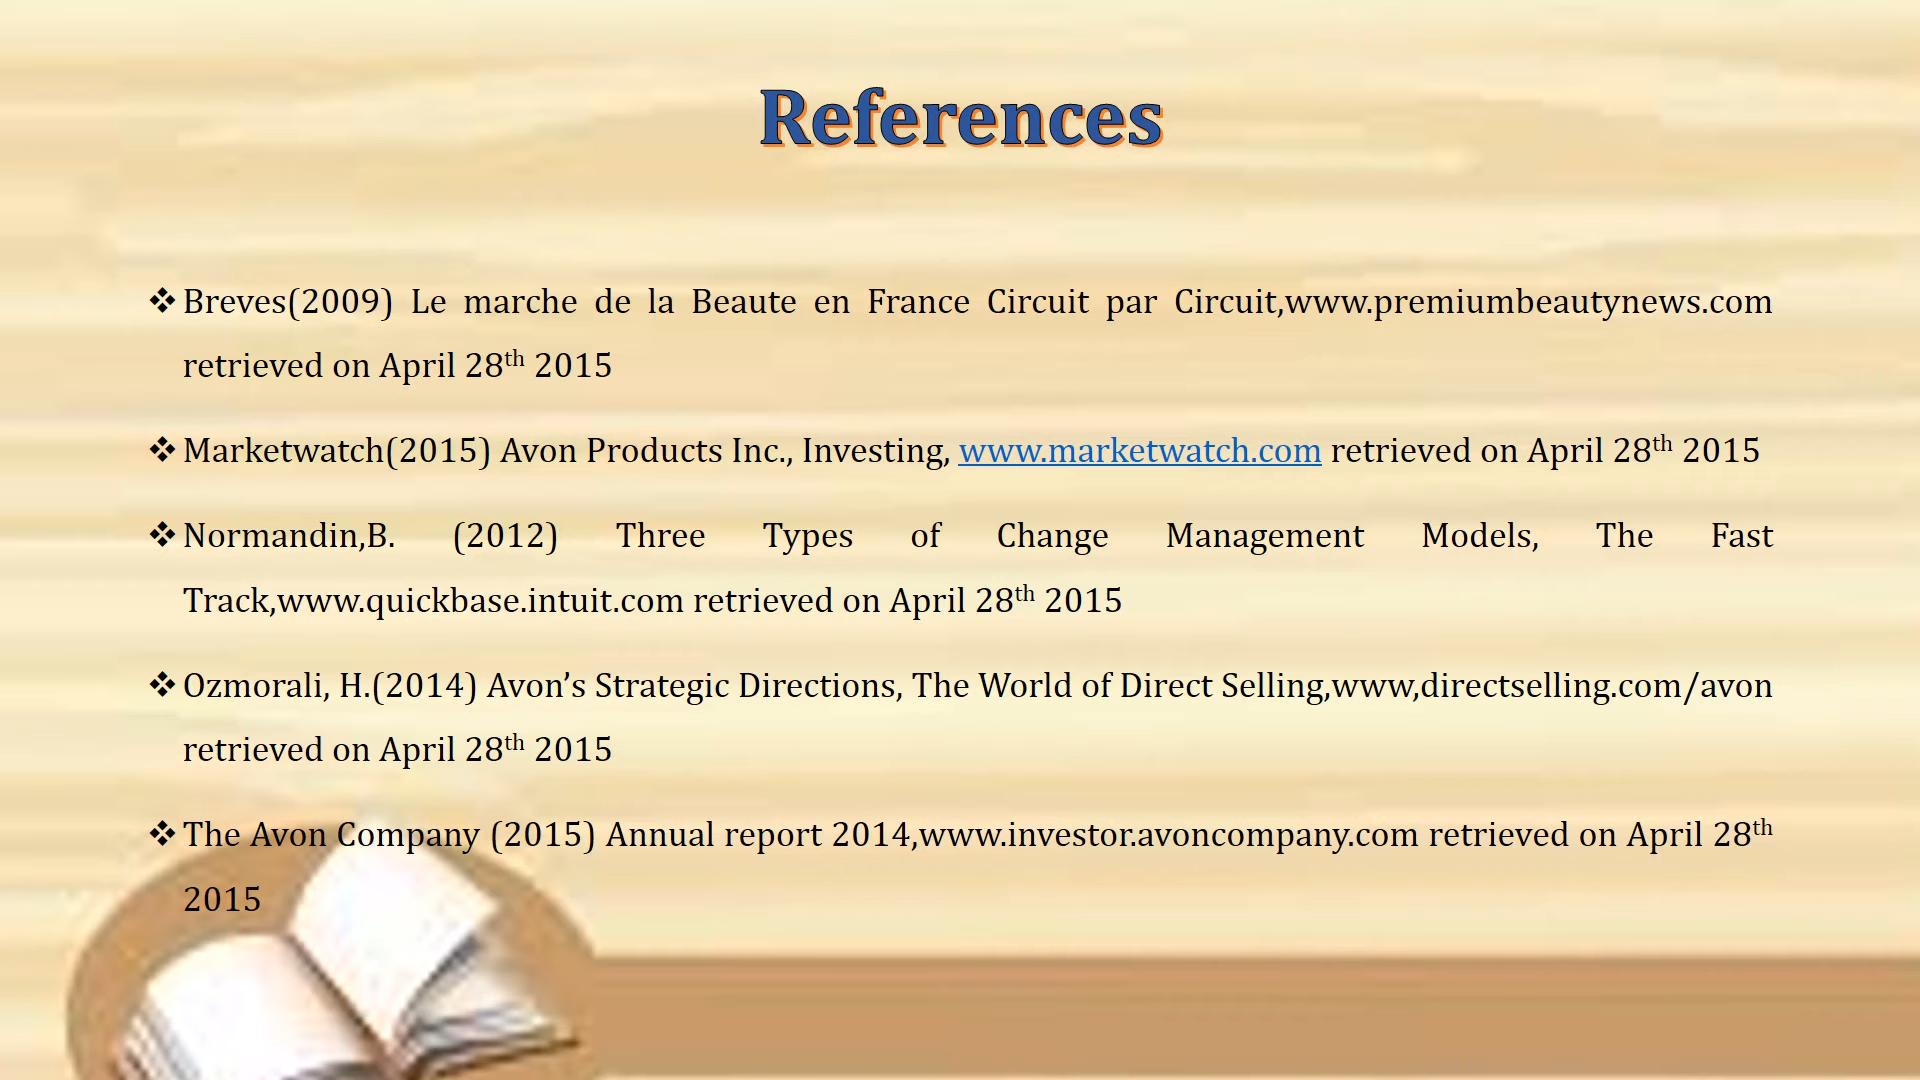 References
❖ Breves(2009) Le marche de la Beaute en France Circuit par Circuit,www.premiumbeautynews.com
retrieved on April 28th 2015
❖ Marketwatch(2015) Avon Products Inc., Investing, www.marketwatch.com retrieved on April 28th 2015
❖ Normandin,B. (2012) Three Types of Change Management Models, The Fast
Track,www.quickbase.intuit.com retrieved on April 28th 2015
❖ Ozmorali, H.(2014) Avon’s Strategic Directions, The World of Direct Selling,www,directselling.com/avon
retrieved on April 28th 2015
❖ The Avon Company (2015) Annual report 2014,www.investor.avoncompany.com retrieved on April 28th
2015